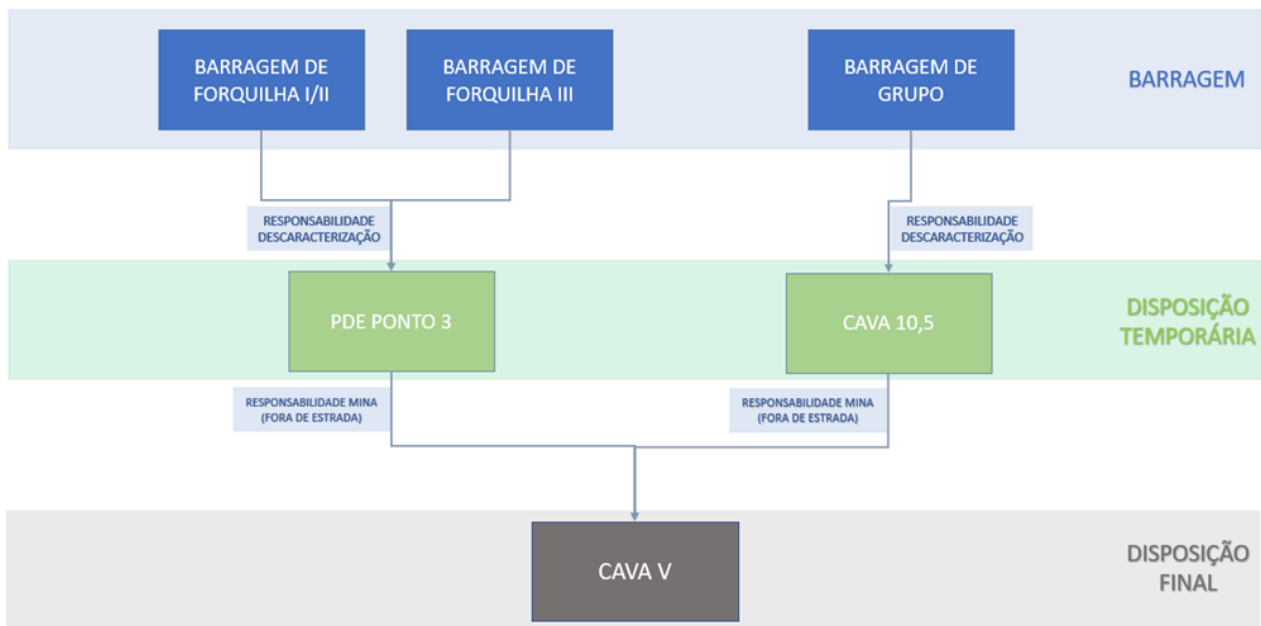 BARRAGEM DE
FORQUILHA I/II
BARRAGEM DE
FORQUILHA III
BARRAGEM DE
GRUPO
BARRAGEM
RESPONSABILIDADE
DESCARACTERIZAÇÃO
RESPONSABILIDADE
DESCARACTERIZAÇÃO
PDE PONTO 3
CAVA 10,5
DISPOSIÇÃO
TEMPORÁRIA
RESPONSABILIDADE MINA
(FORA DE ESTRADA)
RESPONSABILIDADE MINA
(FORA DE ESTRADA)
CAVA V
DISPOSIÇÃO
FINAL